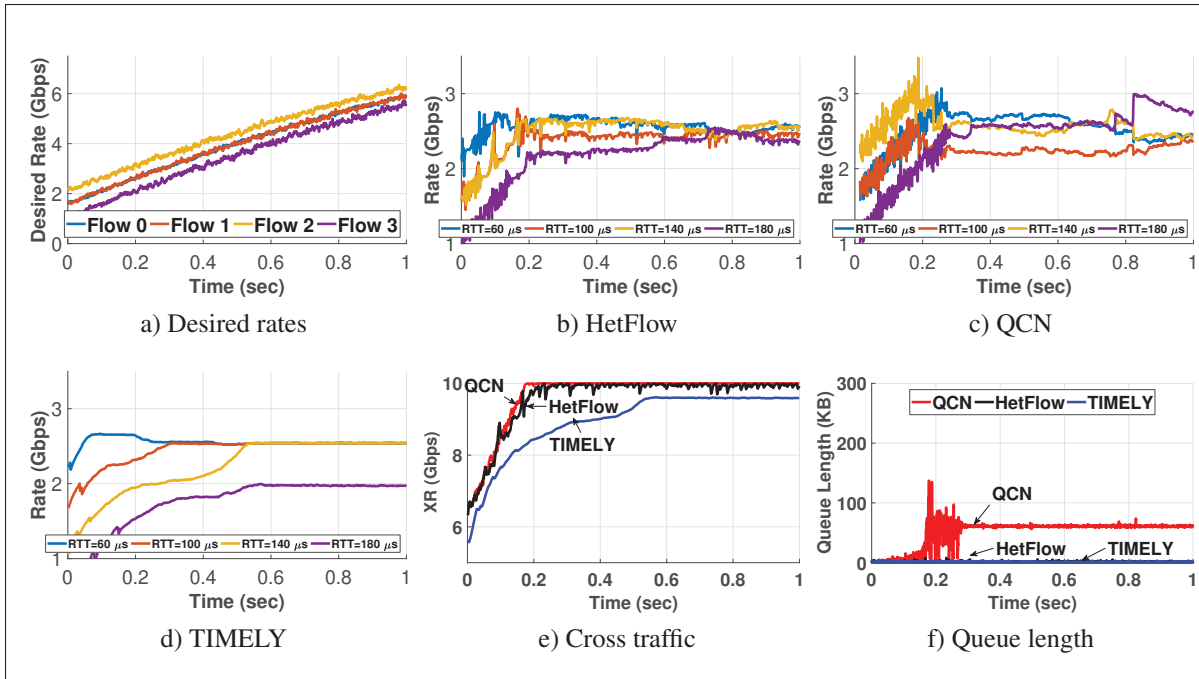 Desired Rate (Gbps)
6
4
2
0
Flow 0 Flow 1 Flow 2 Flow 3
0 0.2 0.4 0.6 0.8 1
Time (sec)
a) Desired rates
Rate (Gbps)
3
2
1
RTT=60 µs RTT=100 µs RTT=140 µs RTT=180 µs
0 0.2 0.4 0.6 0.8 1
Time (sec)
b) HetFlow
Rate (Gbps)
3
2
1
RTT=60 µs RTT=100 µs RTT=140 µs RTT=180 µs
0 0.2 0.4 0.6 0.8 1
Time (sec)
c) QCN
Rate (Gbps)
3
2
1
RTT=60 µs RTT=100 µs RTT=140 µs RTT=180 µs
0 0.2 0.4 0.6 0.8 1
Time (sec)
d) TIMELY
XR (Gbps)
10
8
6
QCN
HetFlow
TIMELY
0 0.2 0.4 0.6 0.8 1
Time (sec)
e) Cross traffic
Queue Length (KB)
300
200
100
0
QCN HetFlow TIMELY
QCN
HetFlow TIMELY
0 0.2 0.4 0.6 0.8 1
Time (sec)
f) Queue length